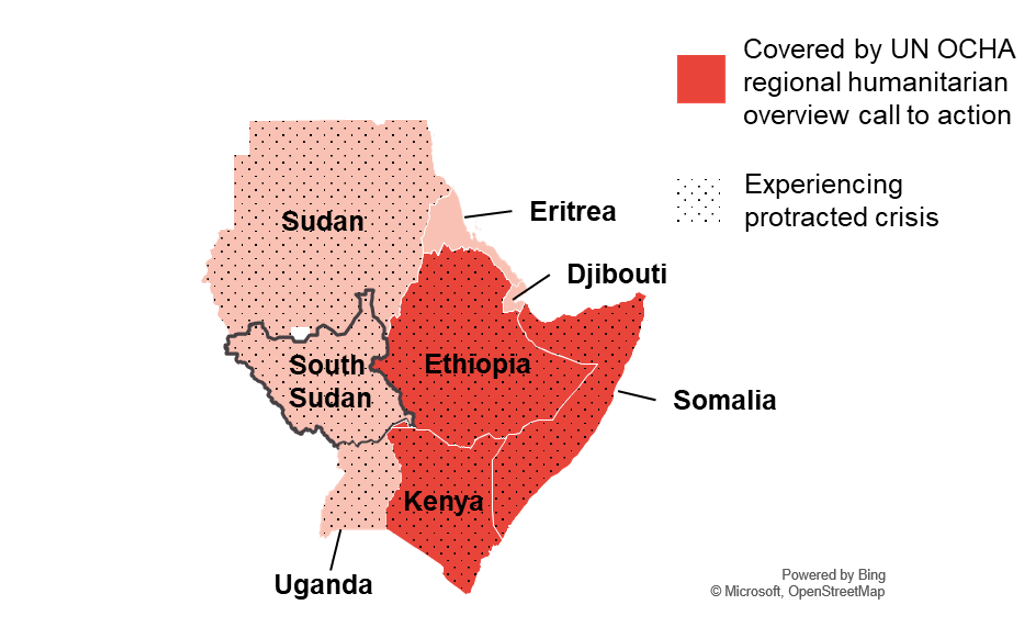 Covered by UN OCHA
regional humanitarian
overview call to action
Experiencing
protracted crisis
Sudan
Eritrea
Djibouti
South
Sudan
Ethiopia
Somalia
Kenya
Uganda
Powered by Bing
© Microsoft, OpenStreetMap